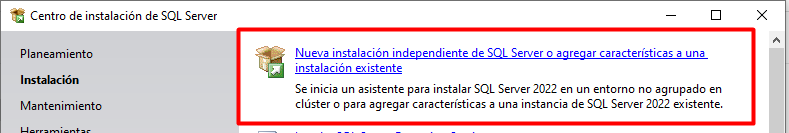 Centro de instalación de SQL Server
Planeamiento
Instalación
Mantenimiento
Herramientas
Nueva instalación independiente de SQL Server o agregar características a una
instalación existente
Se inicia un asistente para instalar SQL Server 2022 en un entorno no agrupado en
clúster o para agregar características a una instancia de SQL Server 2022 existente.